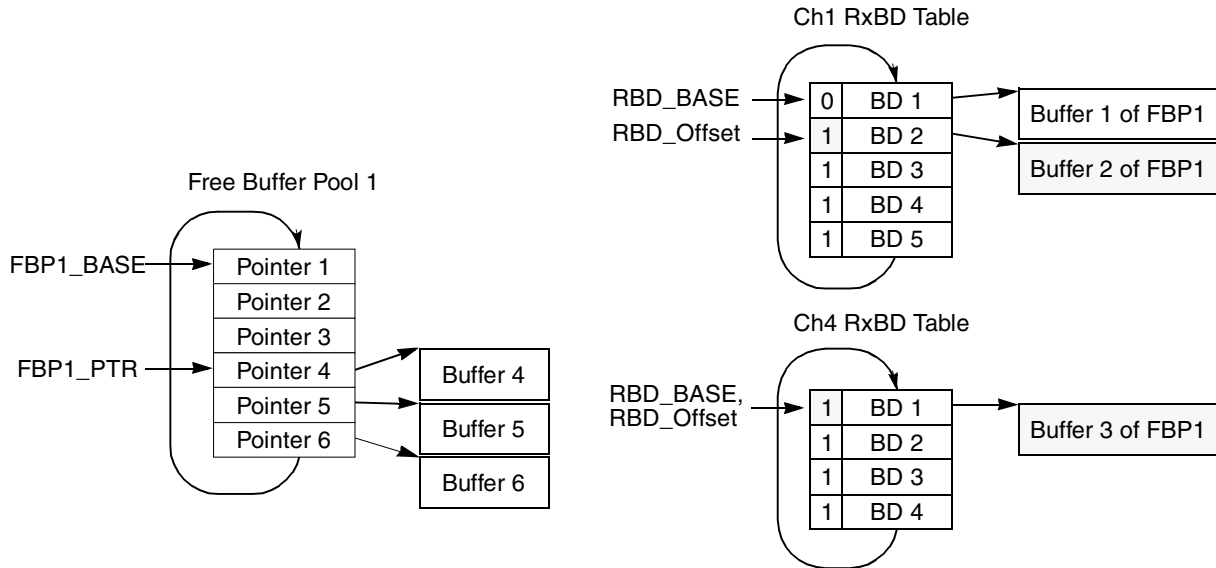 Ch1 RxBD Table
RBD_BASE
0 BD 1
Buffer 1 of FBP1
RBD_Offset
1 BD 2
Buffer 2 of FBP1
1 BD 3
1 BD 4
1 BD 5
Free Buffer Pool 1
FBP1_BASE
Pointer 1
Pointer 2
Pointer 3
FBP1_PTR
Pointer 4
Buffer 4
Pointer 5
Buffer 5
Pointer 6
Buffer 6
Ch4 RxBD Table
RBD_BASE,
RBD_Offset
1 BD 1
Buffer 3 of FBP1
1 BD 2
1 BD 3
1 BD 4